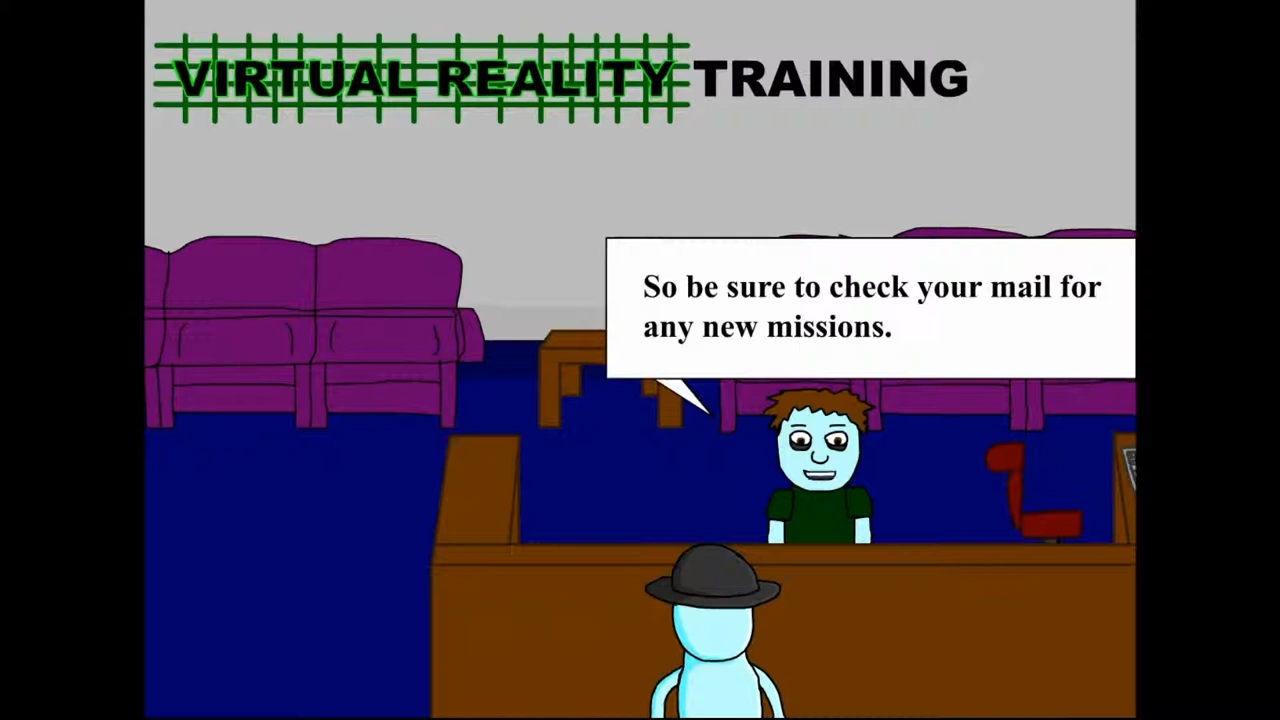 VIRTUAL REALITY TRAINING
So be sure to check your mail for
any new missions.